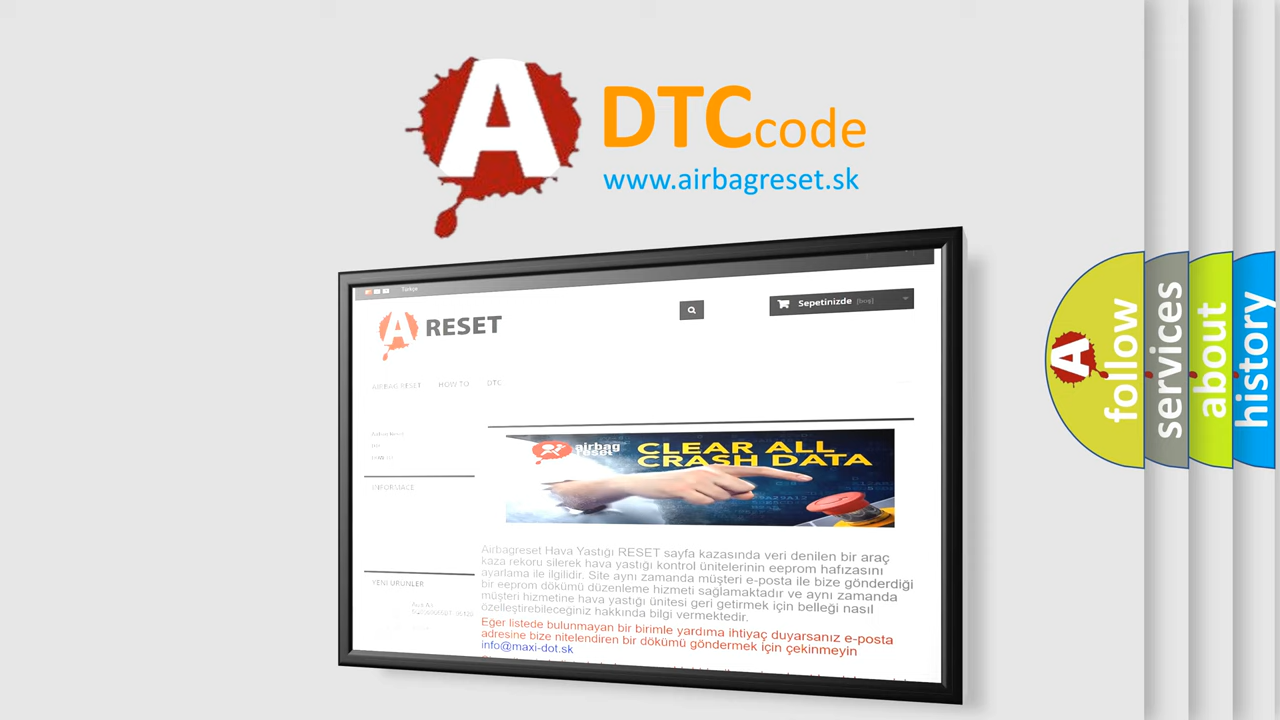 A
DTC code
www.airbagreset.sk
Türkçe
A RESET
Sepetinizde
AIRBAG RESET HOW TO DTC
INFORMACE
airbag
reset
CLEAR ALL
CRASH DATA
Airbagreset Hava Yastığı RESET sayfa kazasında veri denilen bir araç
kaza rekoru silerek hava yastığı kontrol ünitelerinin eeprom hafızasını
ayarlama ile ilgilidir. Site aynı zamanda müşteri e-posta ile bize gönderdiği
bir eeprom dökümü düzenleme hizmeti sağlamaktadır ve aynı zamanda
müşteri hizmetine hava yastığı ünitesi geri getirmek için belleği nasıl
özelleştirebileceğiniz hakkında bilgi vermektedir.
Eğer listede bulunmayan bir birimle yardıma ihtiyaç duyarsanız e-posta
adresine bize nitelendiren bir dökümü göndermek için çekinmeyin
info@maxi-dot.sk
YENI ÜRÜNLER
A
follow
services
about
history